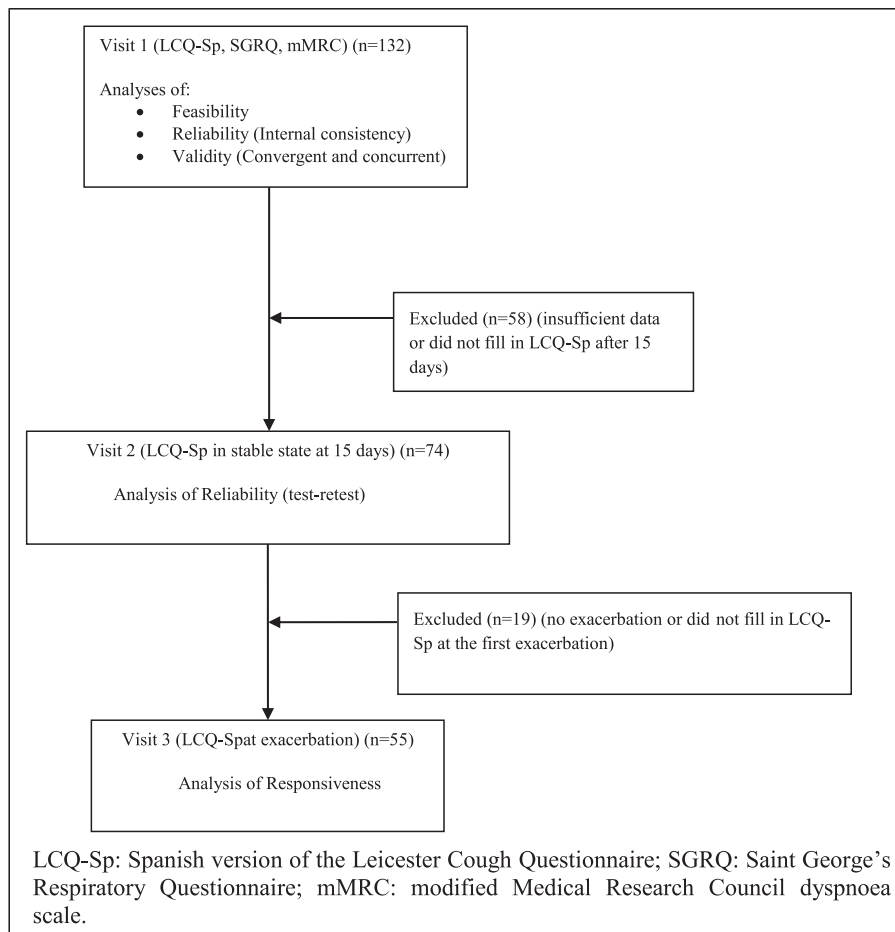 Visit 1 (LCQ-Sp, SGRQ, mMRC) (n=132)
Analyses of:
• Feasibility
• Reliability (Internal consistency)
• Validity (Convergent and concurrent)
Excluded (n=58) (insufficient data
or did not fill in LCQ-Sp after 15
days)
Visit 2 (LCQ-Sp in stable state at 15 days) (n=74)
Analysis of Reliability (test-retest)
Excluded (n=19) (no exacerbation or did not fill in LCQ-
Sp at the first exacerbation)
Visit 3 (LCQ-Spat exacerbation) (n=55)
Analysis of Responsiveness
LCQ-Sp: Spanish version of the Leicester Cough Questionnaire; SGRQ: Saint George's
Respiratory Questionnaire; mMRC: modified Medical Research Council dyspnoea
scale.